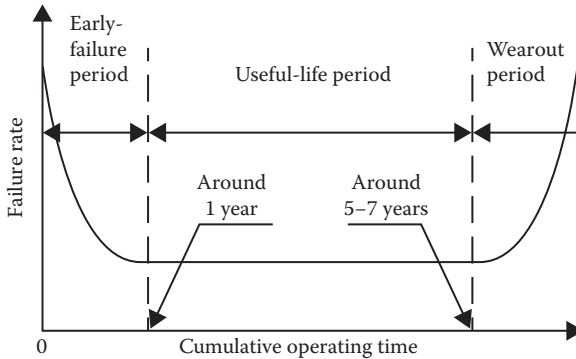 Early-
failure
period
Useful-life period
Wearout
period
Failure rate
Around
1 year
Around
5–7 years
0
Cumulative operating time